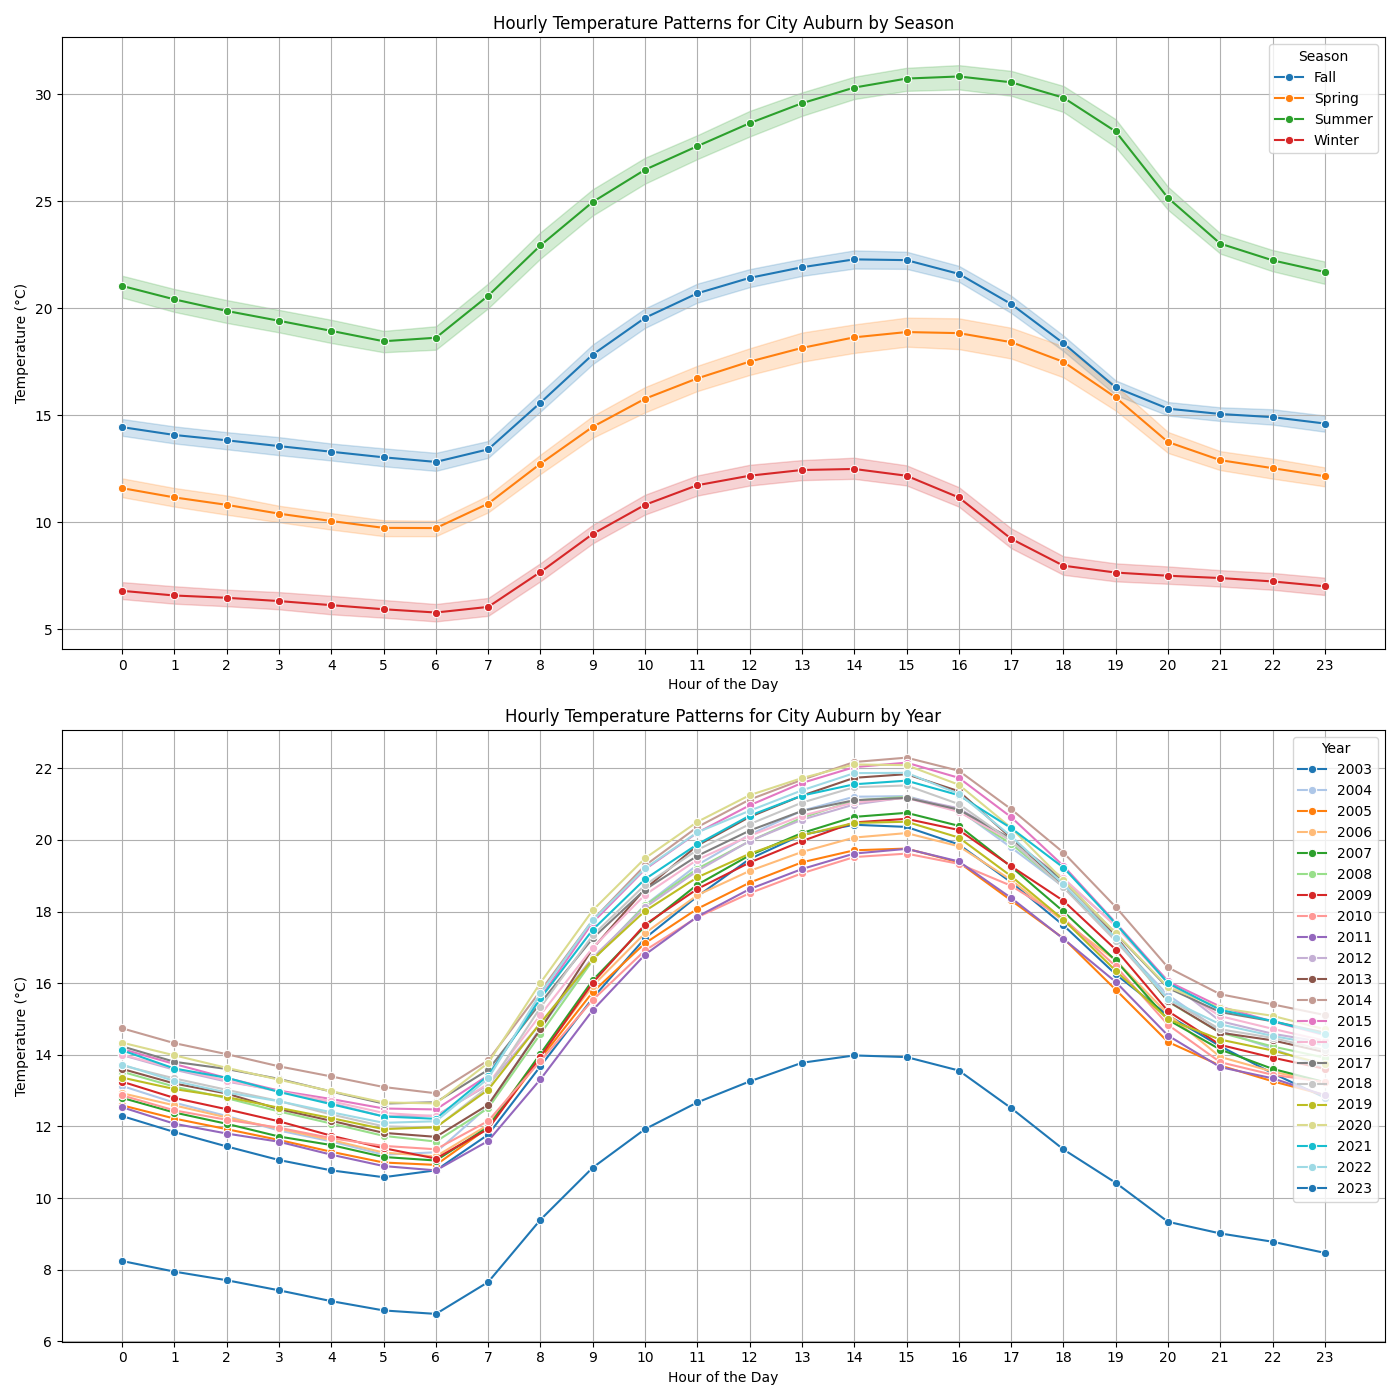 Hourly Temperature Patterns for City Auburn by Season
Temperature (°C)
30
25
20
15
10
5
0 1 2 3 4 5 6 7 8 9 10 11 12 13 14 15 16 17 18 19 20 21 22 23
Hour of the Day
Season
Fall
Spring
Summer
Winter
Hourly Temperature Patterns for City Auburn by Year
Temperature (°C)
22
20
18
16
14
12
10
8
6
0 1 2 3 4 5 6 7 8 9 10 11 12 13 14 15 16 17 18 19 20 21 22 23
Hour of the Day
Year
2003
2004
2005
2006
2007
2008
2009
2010
2011
2012
2013
2014
2015
2016
2017
2018
2019
2020
2021
2022
2023